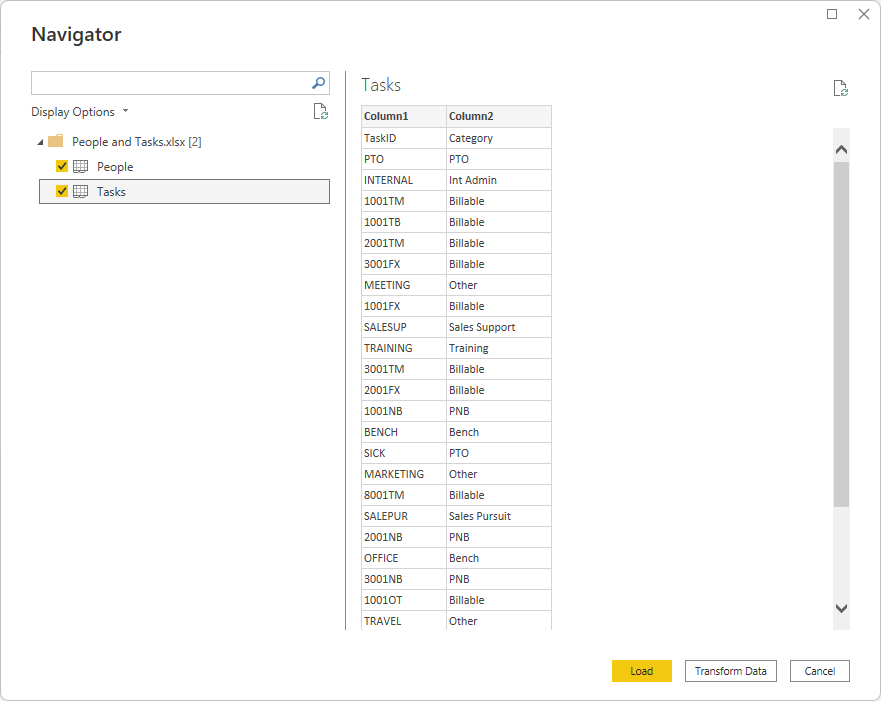 Navigator
Display Options
People and Tasks.xlsx [2]
People
Tasks
Tasks
Column1 Column2
TaskID Category
PTO PTO
INTERNAL Int Admin
1001TM Billable
1001TB Billable
2001TM Billable
3001FX Billable
MEETING Other
1001FX Billable
SALESUP Sales Support
TRAINING Training
3001TM Billable
2001FX Billable
1001NB PNB
BENCH Bench
SICK PTO
MARKETING Other
8001TM Billable
SALEPUR Sales Pursuit
2001NB PNB
OFFICE Bench
3001NB PNB
1001OT Billable
TRAVEL Other
Load Transform Data Cancel